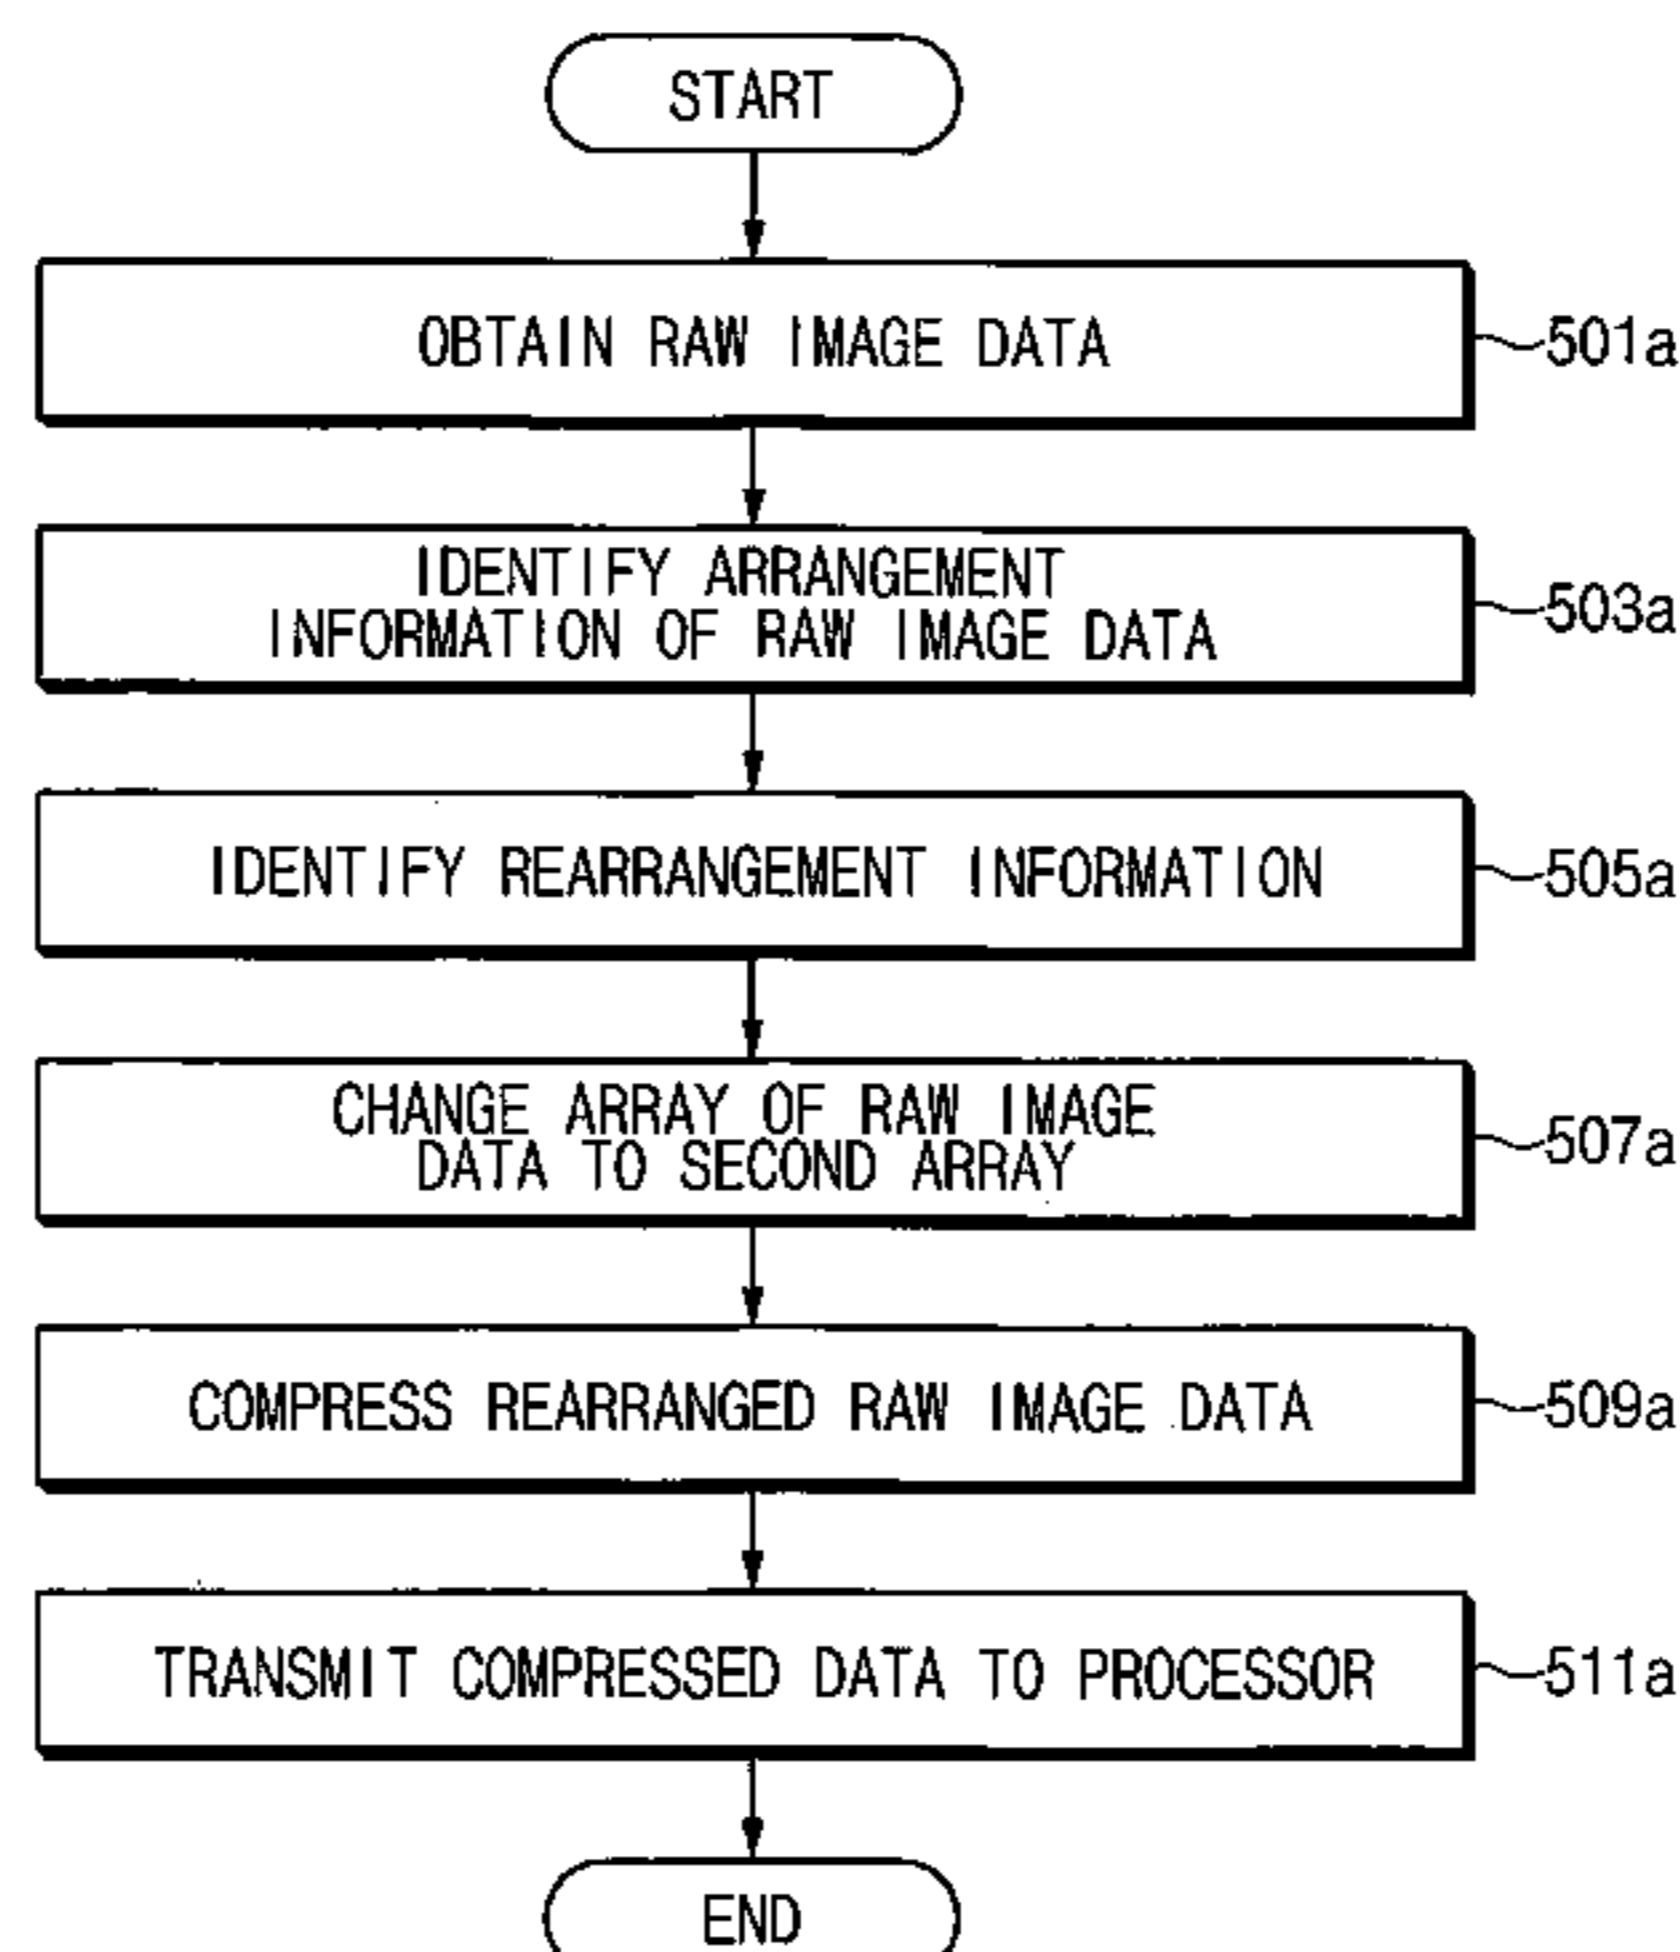 START
OBTAIN RAW IMAGE DATA
501a
IDENTIFY ARRANGEMENT
INFORMATION OF RAW IMAGE DATA
503a
IDENTIFY REARRANGEMENT INFORMATION
505a
CHANGE ARRAY OF RAW IMAGE
DATA TO SECOND ARRAY
507a
COMPRESS REARRANGED RAW IMAGE DATA
509a
TRANSMIT COMPRESSED DATA TO PROCESSOR
511a
END